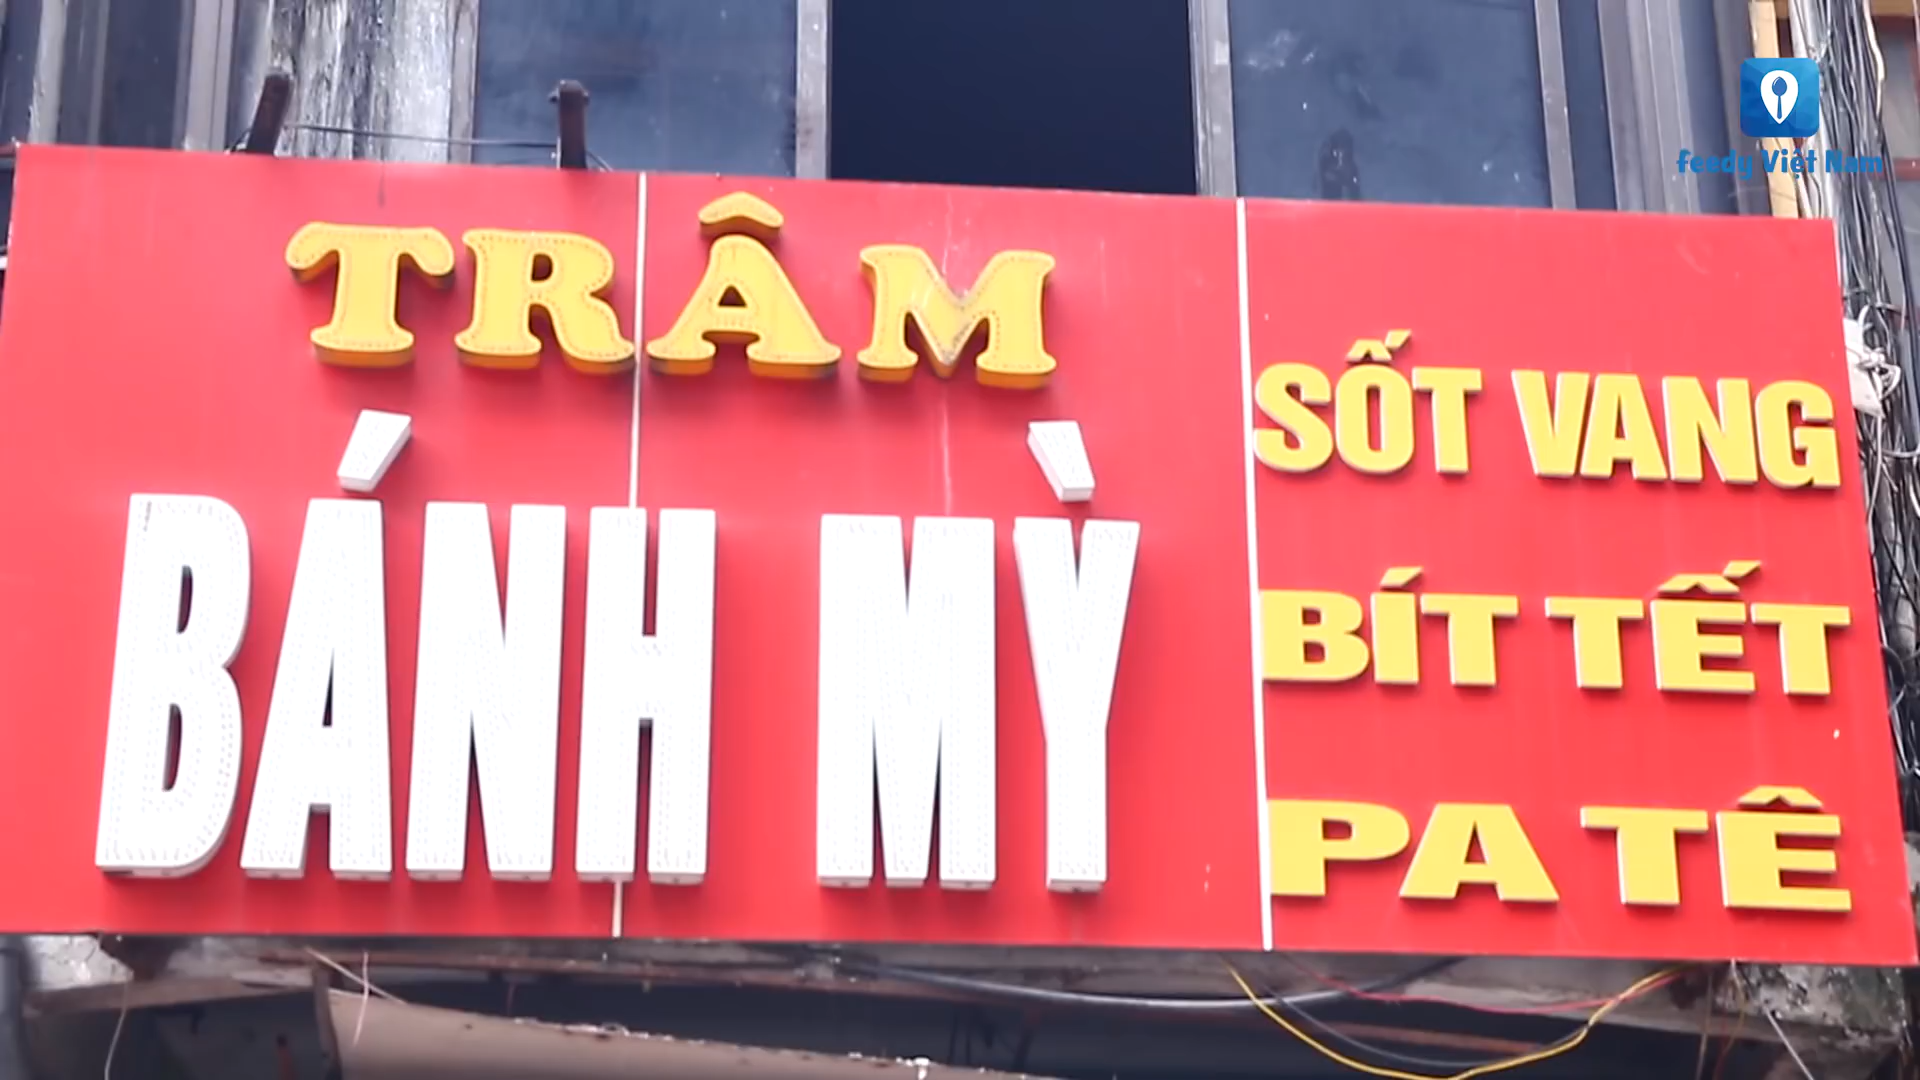 feedy Việt Nam
TRÂM
BÁNH MỲ
SỐT VANG
BÍT TẾT
PA TÊ